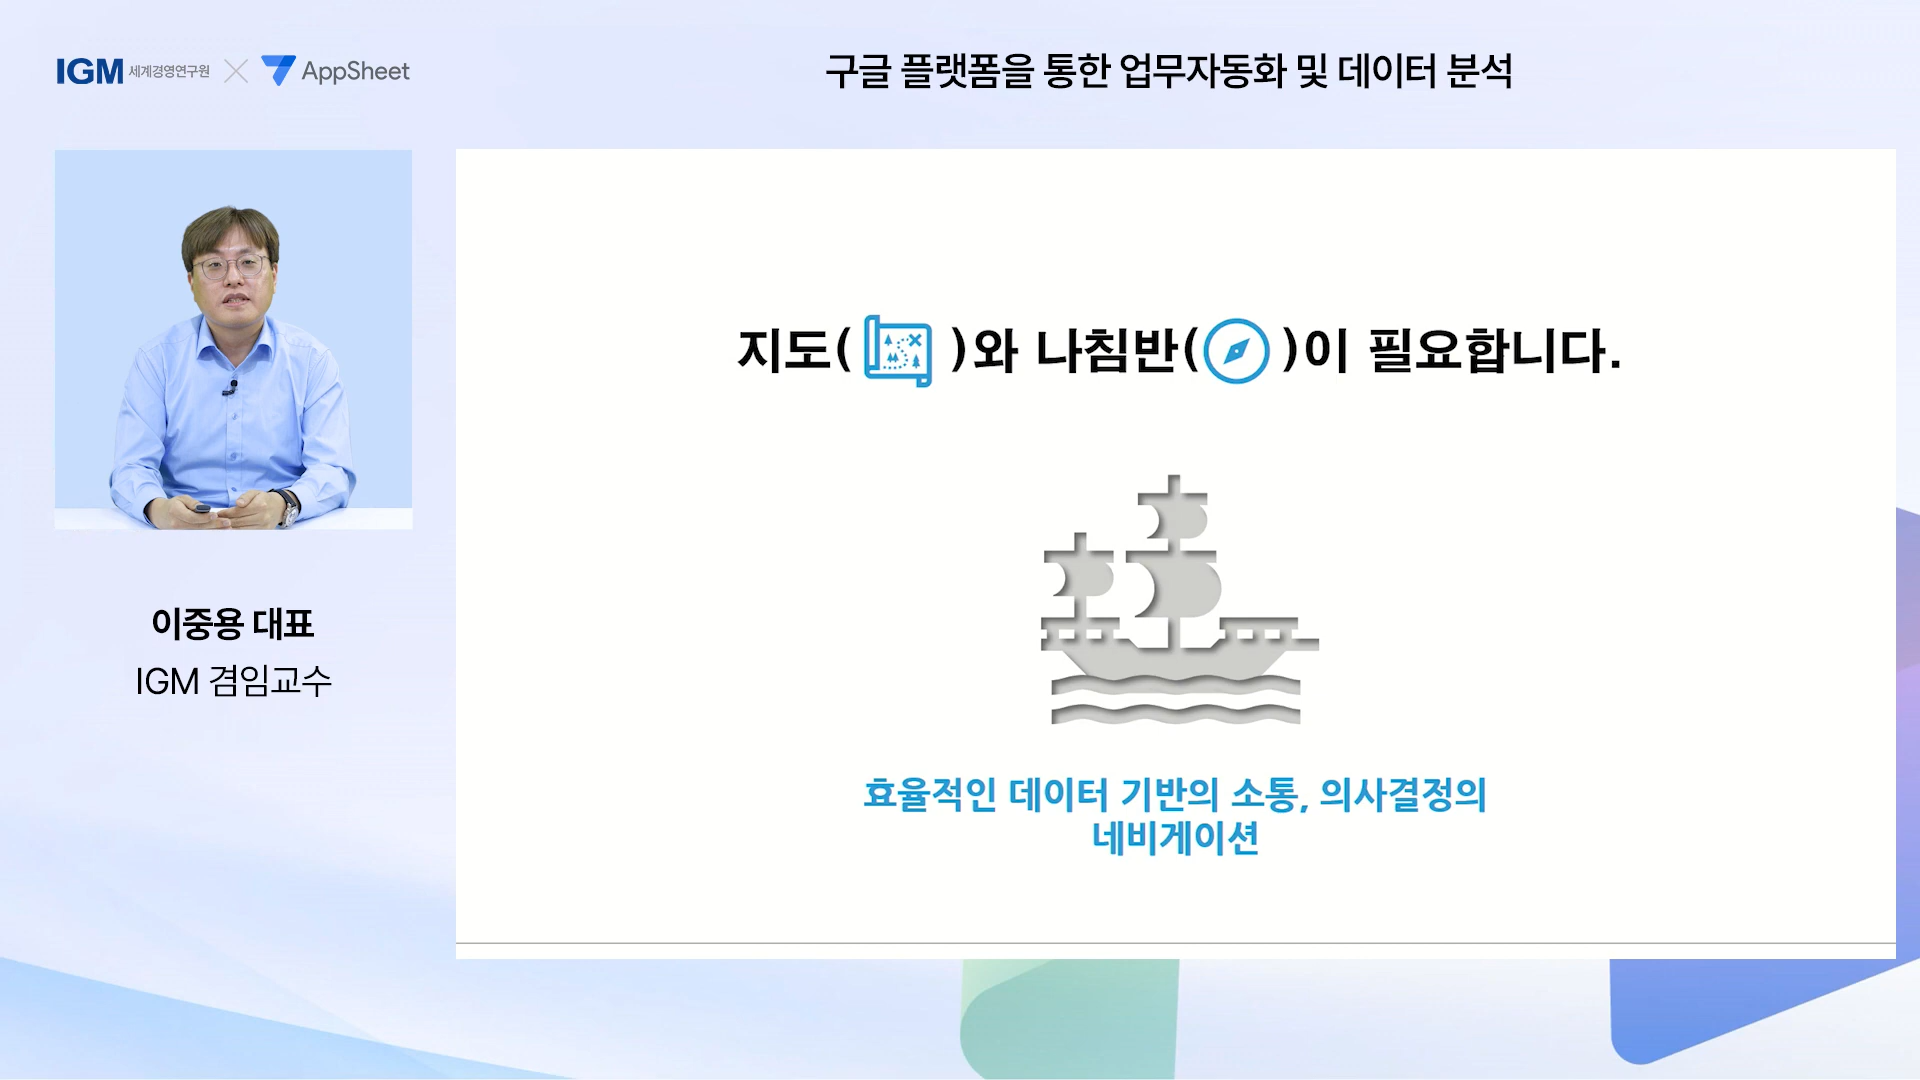 IGM 세계경영연구원 × AppSheet
구글 플랫폼을 통한 업무자동화 및 데이터 분석
이중용 대표
IGM 겸임교수
지도( )와 나침반( )이 필요합니다.
효율적인 데이터 기반의 소통, 의사결정의
네비게이션